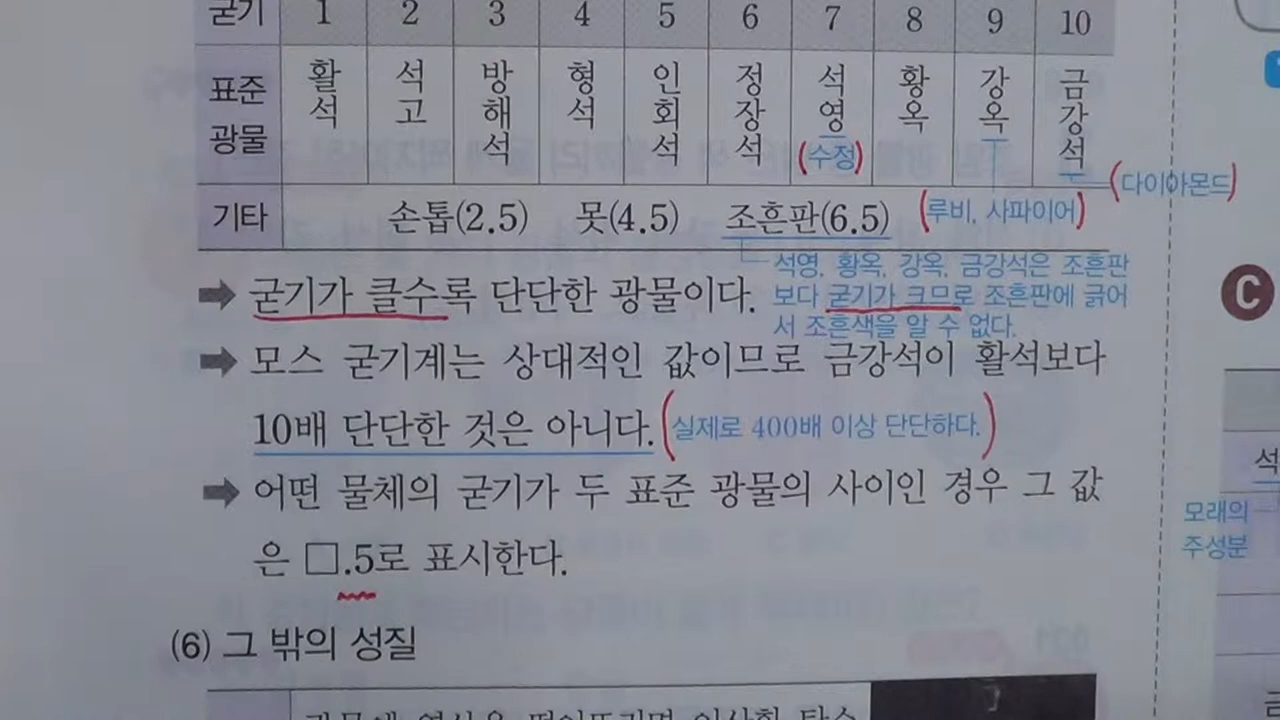 굳기 1 2 3 4 5 6 7 8 9 10
표준 광물 활석 석고 방해석 형석 인회석 정장석 석영 황옥 강옥 금강석
(수정)
(다이아몬드)
기타 손톱(2.5) 못(4.5) 조흔판(6.5) (루비, 사파이어)
석영, 황옥, 강옥, 금강석은 조흔판
보다 굳기가 크므로 조흔판에 긁어
서 조흔색을 알 수 없다.
➡ 굳기가 클수록 단단한 광물이다.
➡ 모스 굳기계는 상대적인 값이므로 금강석이 활석보다
10배 단단한 것은 아니다. (실제로 400배 이상 단단하다.)
➡ 어떤 물체의 굳기가 두 표준 광물의 사이인 경우 그 값
은 □.5로 표시한다.
(6) 그 밖의 성질
C
석
모래의
주성분